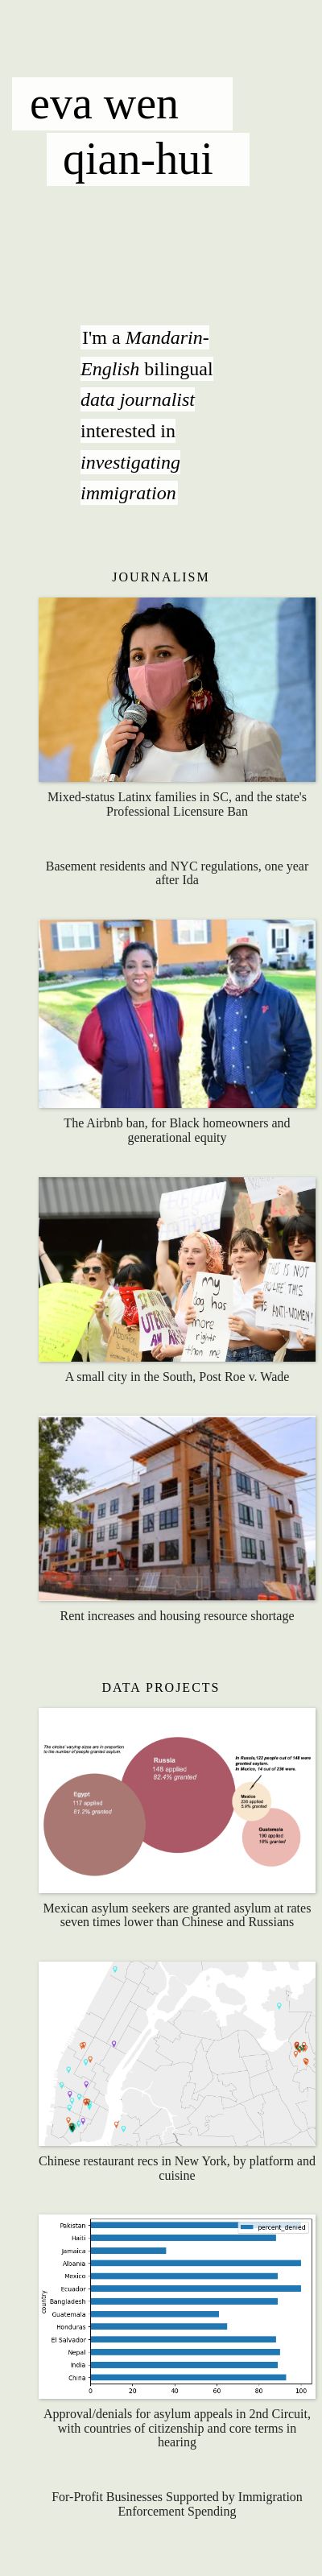 eva wen
qian-hui
I'm a Mandarin-
English bilingual
data journalist
interested in
investigating
immigration
JOURNALISM
Mixed-status Latinx families in SC, and the state's
Professional Licensure Ban
Basement residents and NYC regulations, one year
after Ida
The Airbnb ban, for Black homeowners and
generational equity
my
dog has
more
rights
than me
THIS IS NOT
ANTI-WOMEN!
A small city in the South, Post Roe v. Wade
Rent increases and housing resource shortage
DATA PROJECTS
The circles' varying sizes are in proportion
to the number of people granted asylum.
In Russia, 122 people out of 148 were
granted asylum.
In Mexico, 14 out of 236 were.
Russia
148 applied
82.4% granted
Egypt
117 applied
61.2% granted
Mexico
236 applied
5.9% granted
Guatemala
190 applied
19% granted
Mexican asylum seekers are granted asylum at rates
seven times lower than Chinese and Russians
Chinese restaurant recs in New York, by platform and
cuisine
percent_denied
country
Pakistan
Haiti
Jamaica
Albania
Mexico
Ecuador
Bangladesh
Guatemala
Honduras
El Salvador
Nepal
India
China
0 20 40 60 80 100
Approval/denials for asylum appeals in 2nd Circuit,
with countries of citizenship and core terms in
hearing
For-Profit Businesses Supported by Immigration
Enforcement Spending